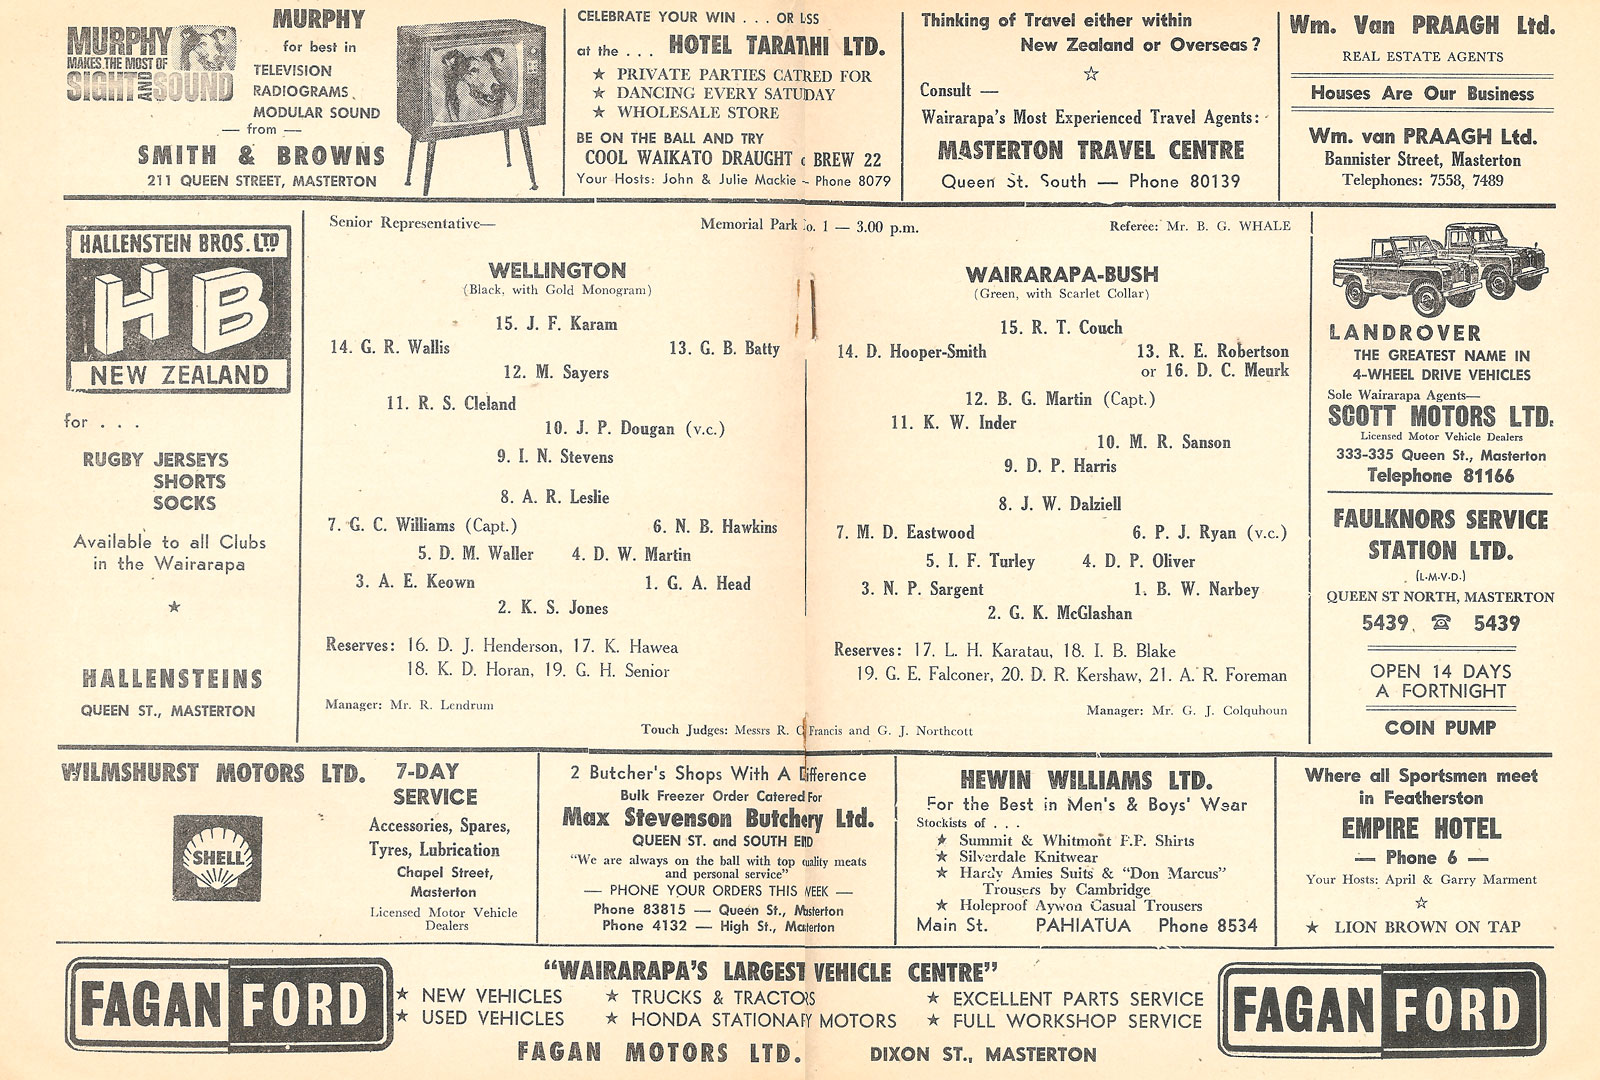 MURPHY
MAKES THE MOST OF
SIGHT AND SOUND
MURPHY
for best in
TELEVISION
RADIOGRAMS
MODULAR SOUND
— from —
SMITH & BROWNS
211 QUEEN STREET, MASTERTON
CELEBRATE YOUR WIN . . . OR LSS
at the . . . HOTEL TARATAHI LTD.
★ PRIVATE PARTIES CATRED FOR
★ DANCING EVERY SATUDAY
★ WHOLESALE STORE
BE ON THE BALL AND TRY
COOL WAIKATO DRAUGHT BREW 22
Your Hosts: John & Julie Mackie - Phone 8079
Thinking of Travel either within
New Zealand or Overseas?
☆
Consult —
Wairarapa's Most Experienced Travel Agents:
MASTERTON TRAVEL CENTRE
Queen St. South — Phone 80139
Wm. Van PRAAGH Ltd.
REAL ESTATE AGENTS
Houses Are Our Business
Wm. van PRAAGH Ltd.
Bannister Street, Masterton
Telephones: 7558, 7489
HALLENSTEIN BROS. LTD
HB
NEW ZEALAND
for . . .
RUGBY JERSEYS
SHORTS
SOCKS
Available to all Clubs
in the Wairarapa
★
HALLENSTEINS
QUEEN ST., MASTERTON
Senior Representative—
Memorial Park o. 1 — 3.00 p.m.
Referee: Mr. B. G. WHALE
WELLINGTON
(Black, with Gold Monogram)
15. J. F. Karam
14. G. R. Wallis 13. G. B. Batty
12. M. Sayers
11. R. S. Cleland
10. J. P. Dougan (v.c.)
9. I. N. Stevens
8. A. R. Leslie
7. G. C. Williams (Capt.) 6. N. B. Hawkins
5. D. M. Waller 4. D. W. Martin
3. A. E. Keown 1. G. A. Head
2. K. S. Jones
Reserves: 16. D. J. Henderson, 17. K. Hawea
18. K. D. Horan, 19. G. H. Senior
Manager: Mr. R. Lendrum
WAIRARAPA-BUSH
(Green, with Scarlet Collar)
15. R. T. Couch
14. D. Hooper-Smith 13. R. E. Robertson
or 16. D. C. Meurk
12. B. G. Martin (Capt.)
11. K. W. Inder
10. M. R. Sanson
9. D. P. Harris
8. J. W. Dalziell
7. M. D. Eastwood 6. P. J. Ryan (v.c.)
5. I. F. Turley 4. D. P. Oliver
3. N. P. Sargent 1. B. W. Narbey
2. G. K. McGlashan
Reserves: 17. L. H. Karatau, 18. I. B. Blake
19. G. E. Falconer, 20. D. R. Kershaw, 21. A. R. Foreman
Manager: Mr. G. J. Colquhoun
Touch Judges: Messrs R. C Francis and G. J. Northcott
LANDROVER
THE GREATEST NAME IN
4-WHEEL DRIVE VEHICLES
Sole Wairarapa Agents—
SCOTT MOTORS LTD.
Licensed Motor Vehicle Dealers
333-335 Queen St., Masterton
Telephone 81166
FAULKNORS SERVICE
STATION LTD.
(L.M.V.D.)
QUEEN ST NORTH, MASTERTON
5439 ☎ 5439
OPEN 14 DAYS
A FORTNIGHT
COIN PUMP
WILMSHURST MOTORS LTD.
SHELL
7-DAY
SERVICE
Accessories, Spares,
Tyres, Lubrication
Chapel Street,
Masterton
Licensed Motor Vehicle
Dealers
2 Butcher's Shops With A Difference
Bulk Freezer Order Catered For
Max Stevenson Butchery Ltd.
QUEEN ST. and SOUTH END
"We are always on the ball with top quality meats
and personal service"
— PHONE YOUR ORDERS THIS WEEK —
Phone 83815 — Queen St., Masterton
Phone 4132 — High St., Masterton
HEWIN WILLIAMS LTD.
For the Best in Men's & Boys' Wear
Stockists of . . .
★ Summit & Whitmont F.F. Shirts
★ Silverdale Knitwear
★ Hardy Amies Suits & "Don Marcus"
Trousers by Cambridge
★ Holeproof Aywon Casual Trousers
Main St. PAHIATUA Phone 8534
Where all Sportsmen meet
in Featherston
EMPIRE HOTEL
— Phone 6 —
Your Hosts: April & Garry Marment
☆
★ LION BROWN ON TAP
FAGAN FORD
"WAIRARAPA'S LARGEST VEHICLE CENTRE"
★ NEW VEHICLES ★ TRUCKS & TRACTORS ★ EXCELLENT PARTS SERVICE
★ USED VEHICLES ★ HONDA STATIONARY MOTORS ★ FULL WORKSHOP SERVICE
FAGAN MOTORS LTD. DIXON ST., MASTERTON
FAGAN FORD